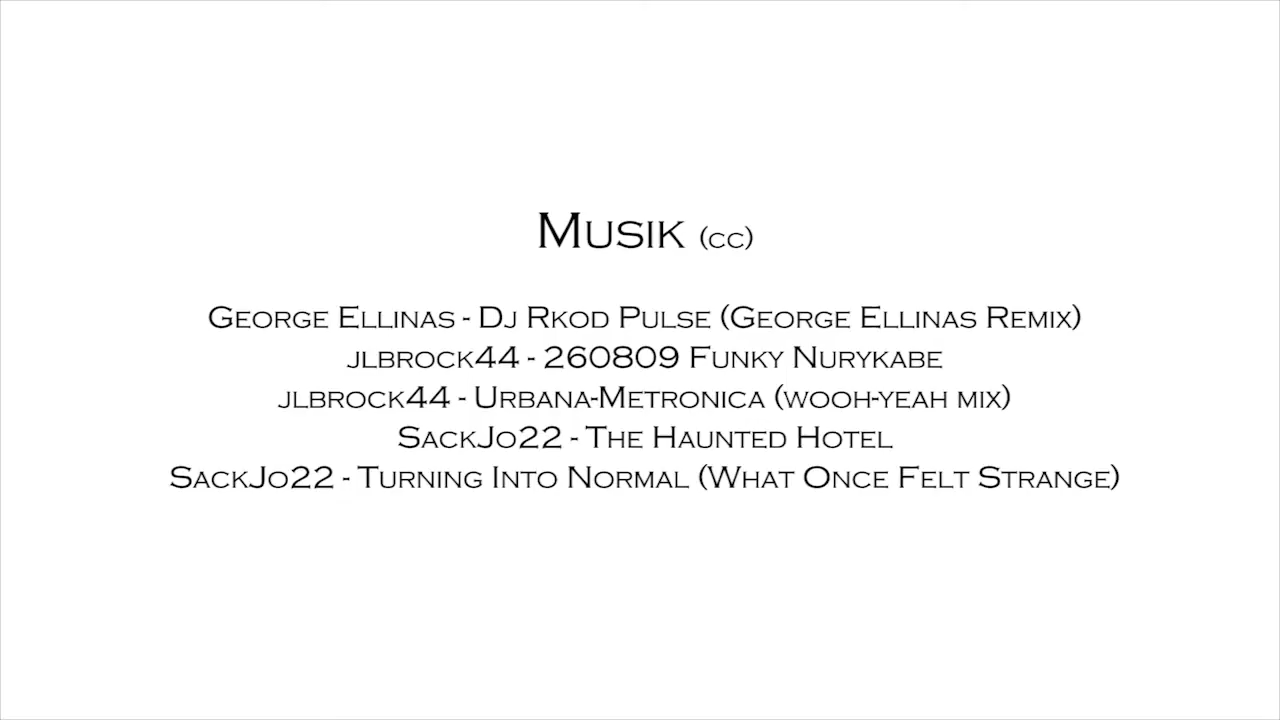 Musik (cc)
George Ellinas - Dj Rkod Pulse (George Ellinas Remix)
jlbrock44 - 260809 Funky Nurykabe
jlbrock44 - Urbana-Metronica (wooh-yeah mix)
SackJo22 - The Haunted Hotel
SackJo22 - Turning Into Normal (What Once Felt Strange)